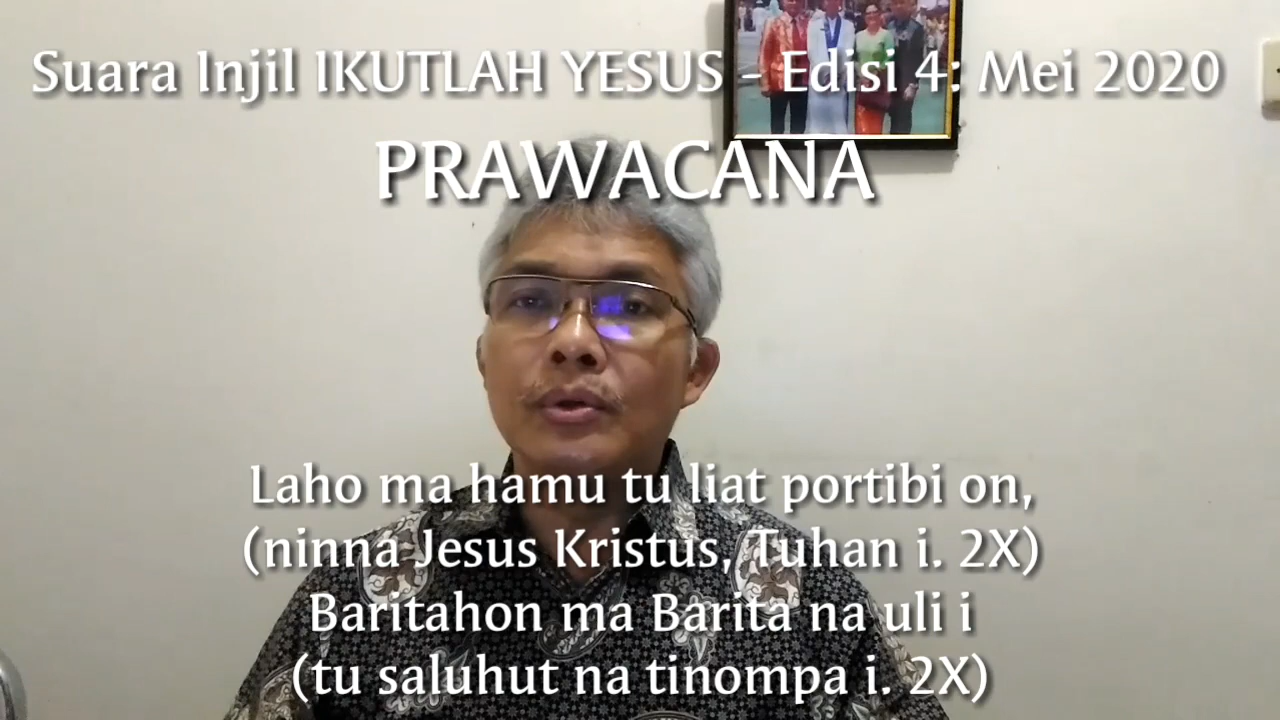 Suara Injil IKUTLAH YESUS - Edisi 4: Mei 2020
PRAWACANA
Laho ma hamu tu liat portibi on,
(ninna Jesus Kristus, Tuhan i. 2X)
Baritahon ma Barita na uli i
(tu saluhut na tinompa i. 2X)